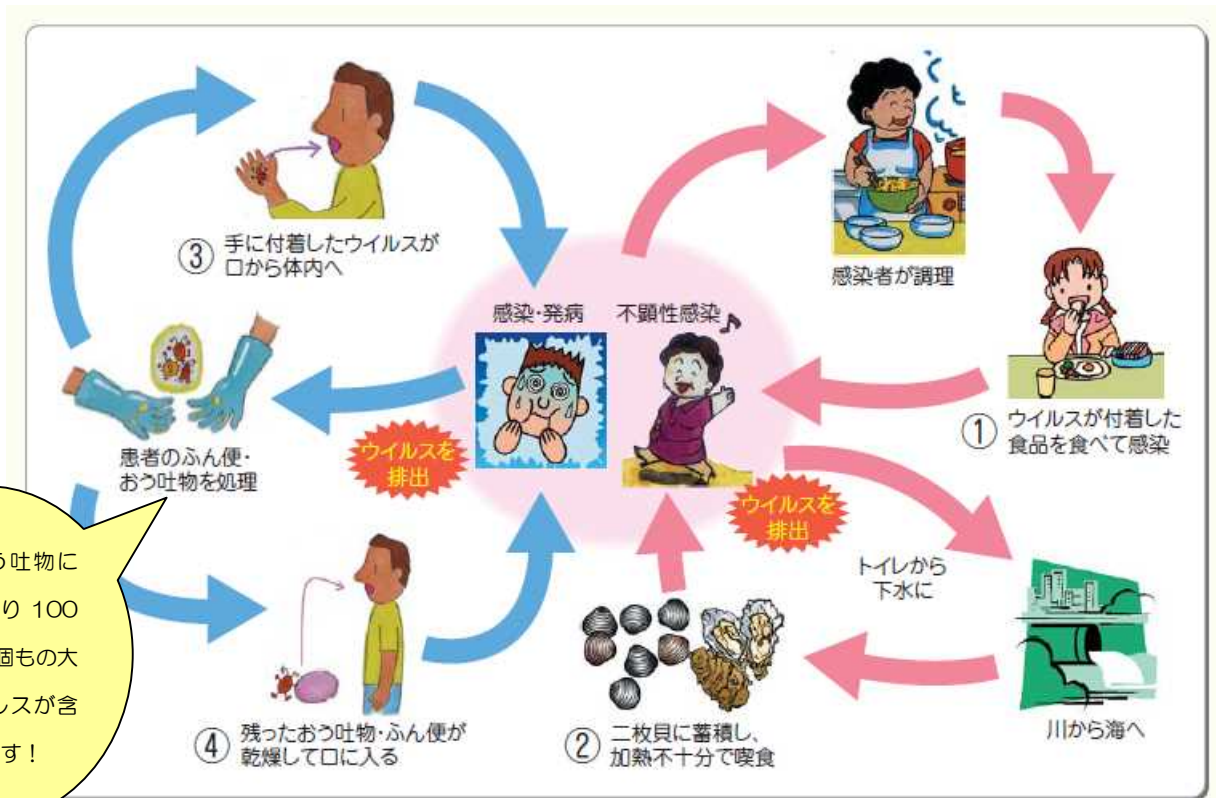 ③ 手に付着したウイルスが
口から体内へ
感染者が調理
感染・発病
不顕性感染
① ウイルスが付着した
食品を食べて感染
患者のふん便・
おう吐物を処理
ウイルスを
排出
ウイルスを
排出
トイレから
下水に
川から海へ
② 二枚貝に蓄積し、
加熱不十分で喫食
④ 残ったおう吐物・ふん便が
乾燥して口に入る
吐物に
り 100
個もの大
スが含
す！